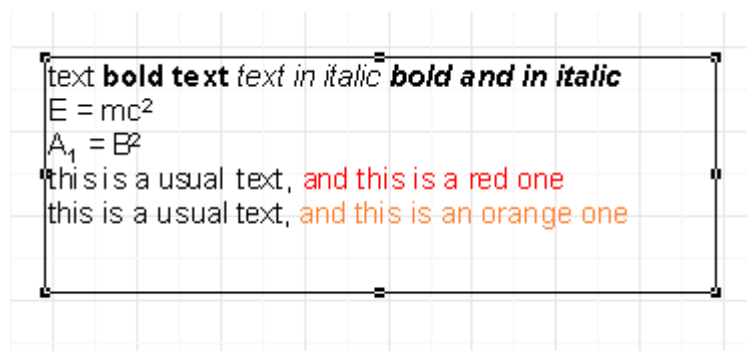 text bold text text in italic bold and in italic
E = mc²
A₁ = B²
this is a usual text, and this is a red one
this is a usual text, and this is an orange one